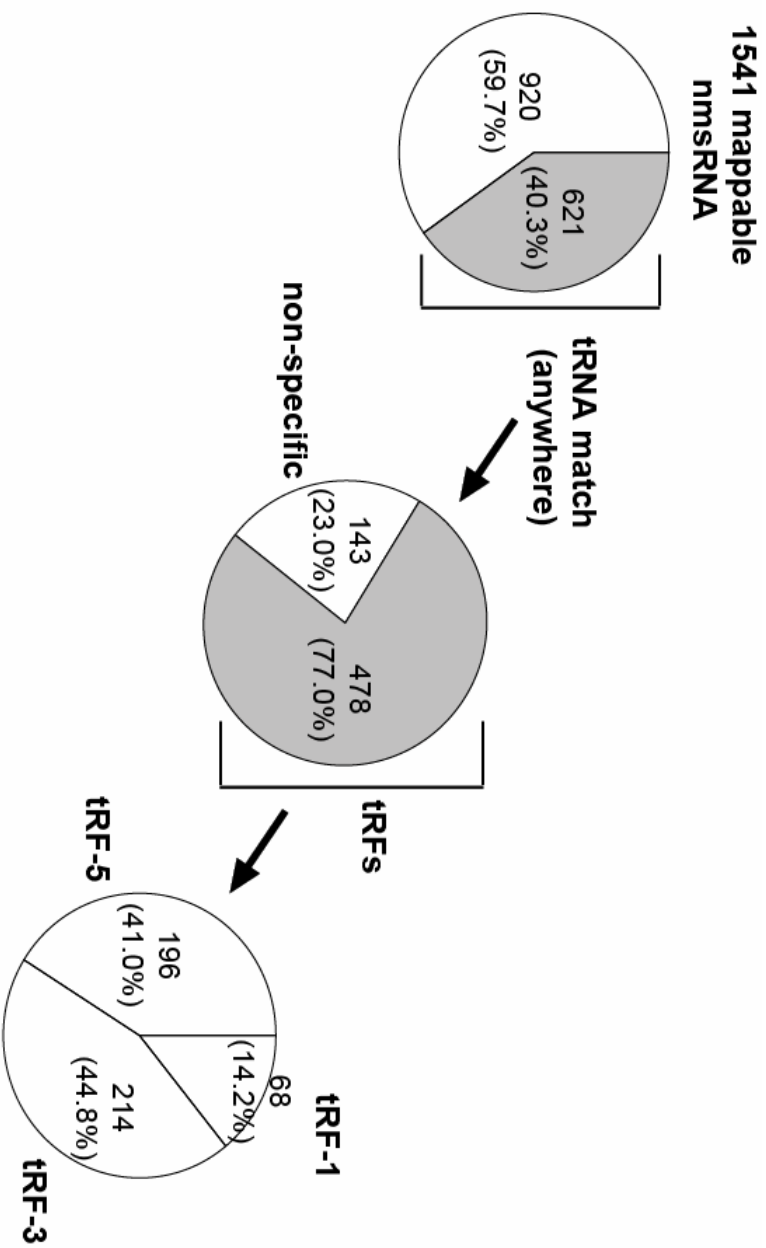 1541 mappable
nmsRNA
920
(59.7%)
621
(40.3%)
tRNA match
(anywhere)
non-specific
143
(23.0%)
478
(77.0%)
tRFs
tRF-5
196
(41.0%)
68
(14.2%)
tRF-1
214
(44.8%)
tRF-3